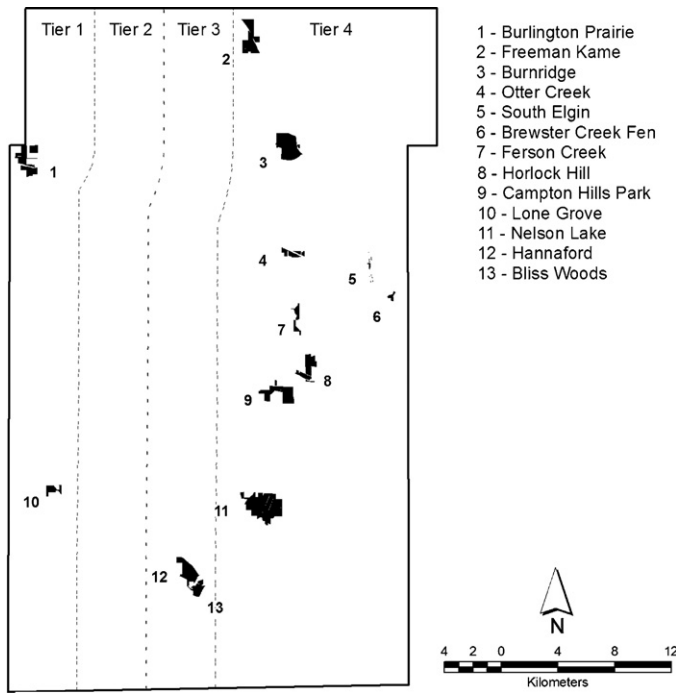 Tier 1 Tier 2 Tier 3 Tier 4
1 - Burlington Prairie
2 - Freeman Kame
3 - Burnridge
4 - Otter Creek
5 - South Elgin
6 - Brewster Creek Fen
7 - Ferson Creek
8 - Horlock Hill
9 - Campton Hills Park
10 - Lone Grove
11 - Nelson Lake
12 - Hannaford
13 - Bliss Woods
2
1
3
4
5
6
7
8
9
10
11
12
13
N
4 2 0 4 8 12
Kilometers